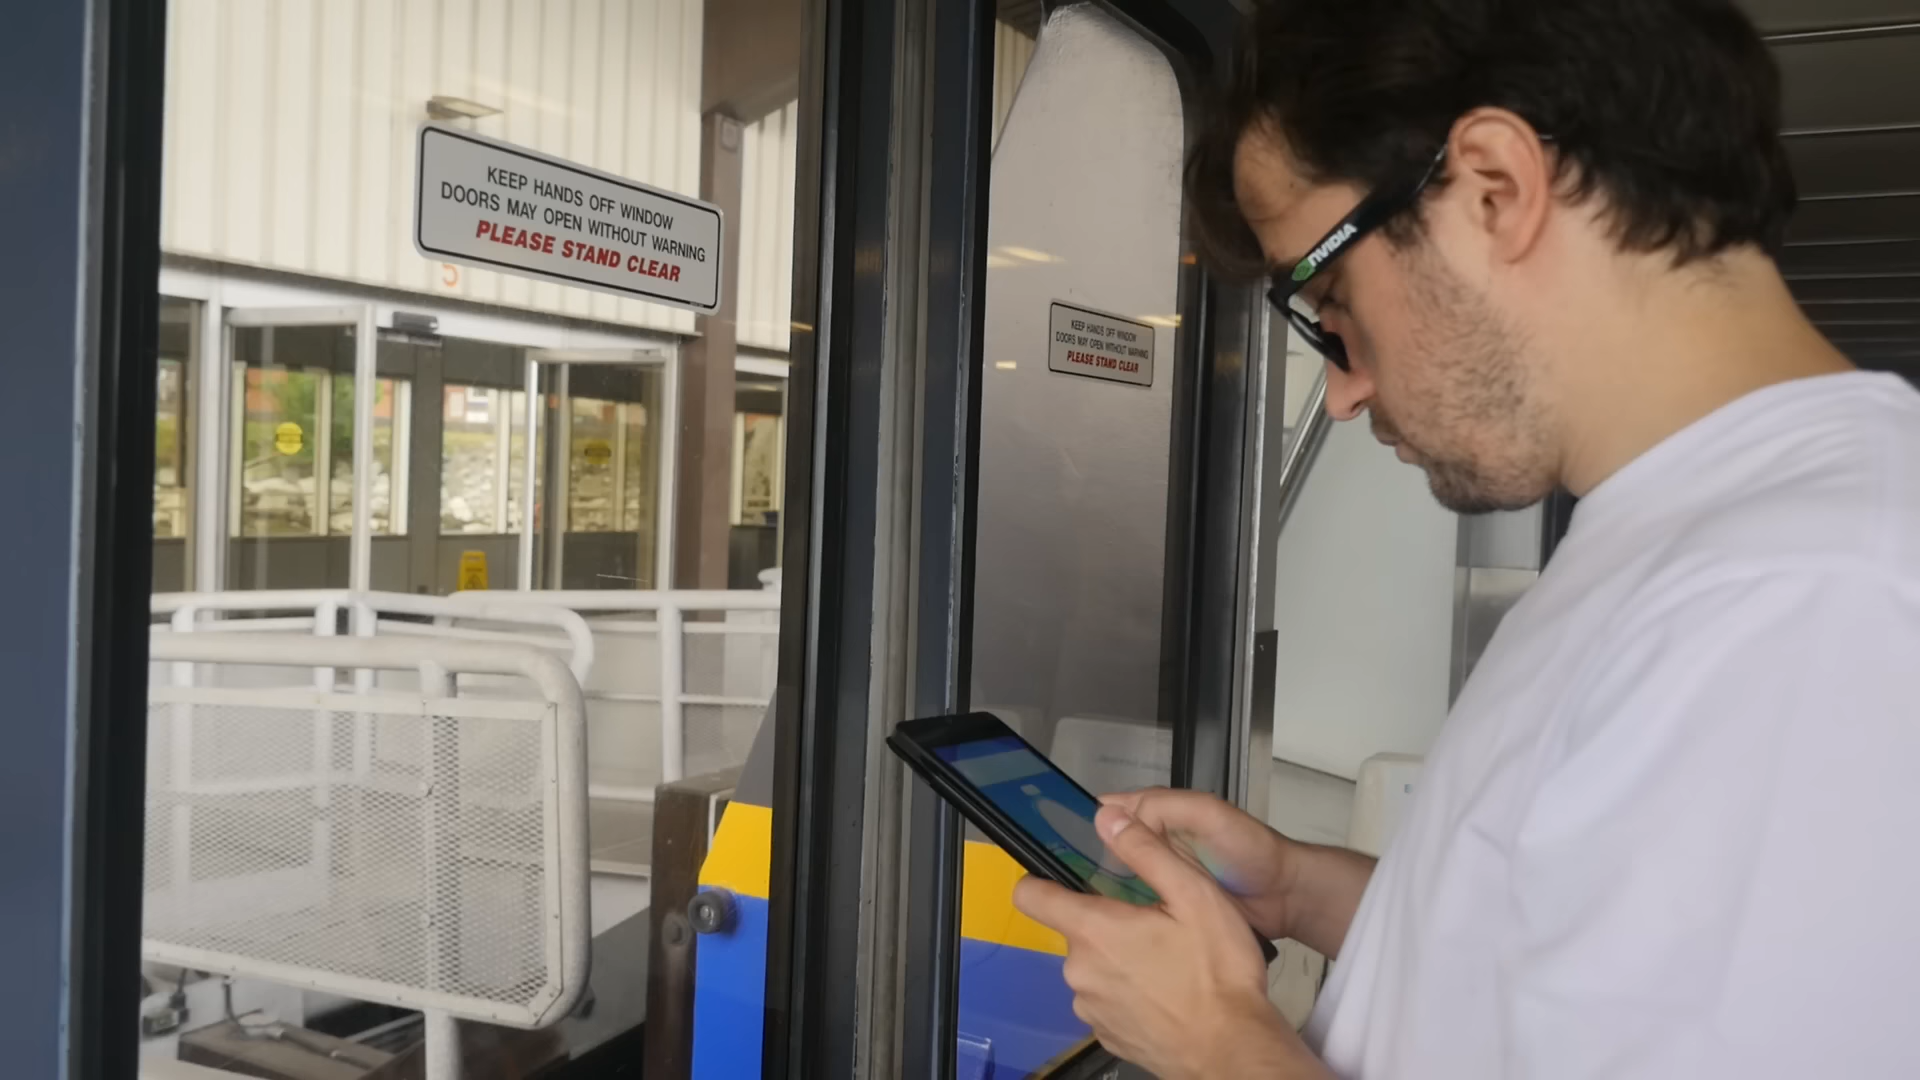 KEEP HANDS OFF WINDOW
DOORS MAY OPEN WITHOUT WARNING
PLEASE STAND CLEAR
5
KEEP HANDS OFF WINDOW
DOORS MAY OPEN WITHOUT WARNING
PLEASE STAND CLEAR
NVIDIA